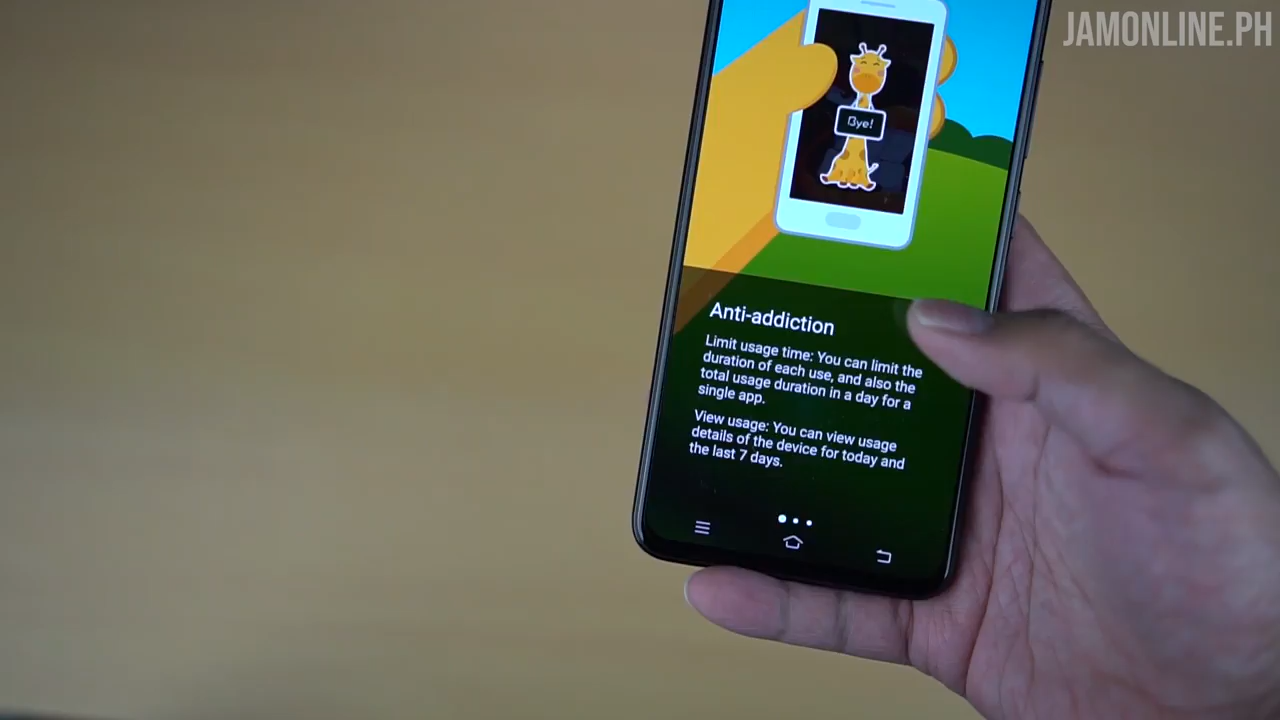 JAMONLINE.PH
Bye!
Anti-addiction
Limit usage time: You can limit the
duration of each use, and also the
total usage duration in a day for a
single app.
View usage: You can view usage
details of the device for today and
the last 7 days.